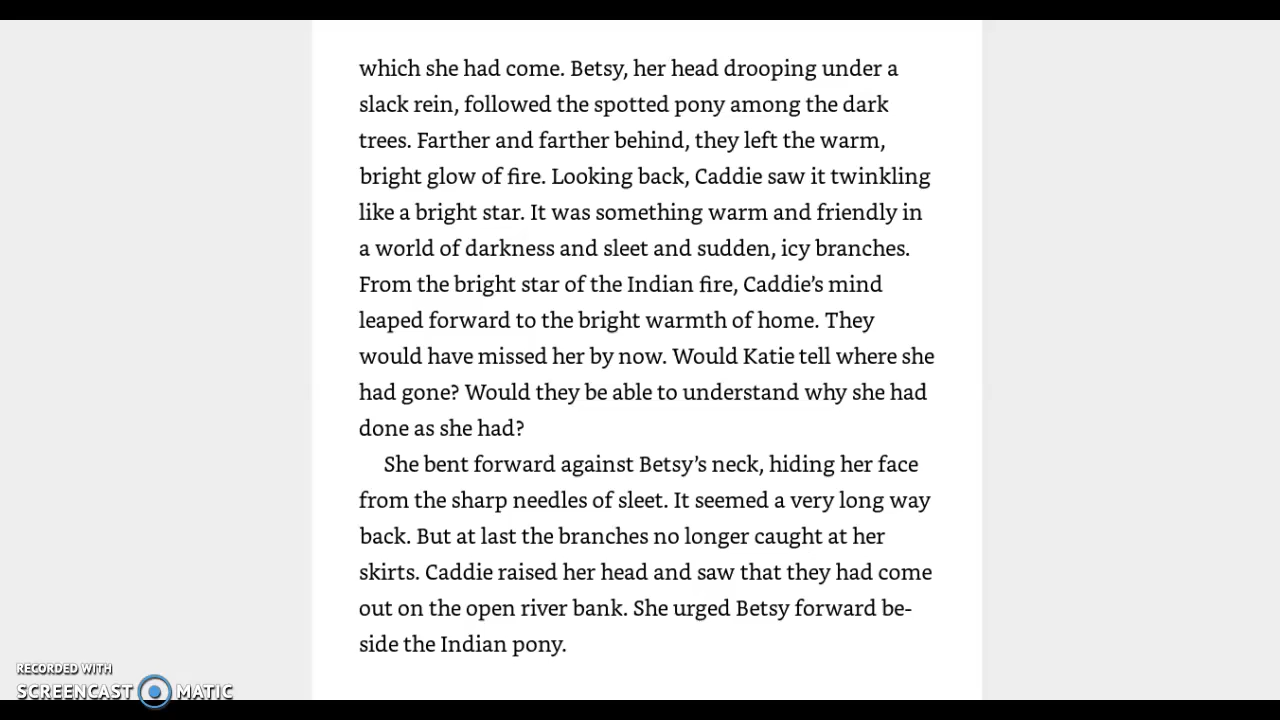 which she had come. Betsy, her head drooping under a
slack rein, followed the spotted pony among the dark
trees. Farther and farther behind, they left the warm,
bright glow of fire. Looking back, Caddie saw it twinkling
like a bright star. It was something warm and friendly in
a world of darkness and sleet and sudden, icy branches.
From the bright star of the Indian fire, Caddie’s mind
leaped forward to the bright warmth of home. They
would have missed her by now. Would Katie tell where she
had gone? Would they be able to understand why she had
done as she had?
She bent forward against Betsy’s neck, hiding her face
from the sharp needles of sleet. It seemed a very long way
back. But at last the branches no longer caught at her
skirts. Caddie raised her head and saw that they had come
out on the open river bank. She urged Betsy forward be-
side the Indian pony.
RECORDED WITH
SCREENCAST MATIC